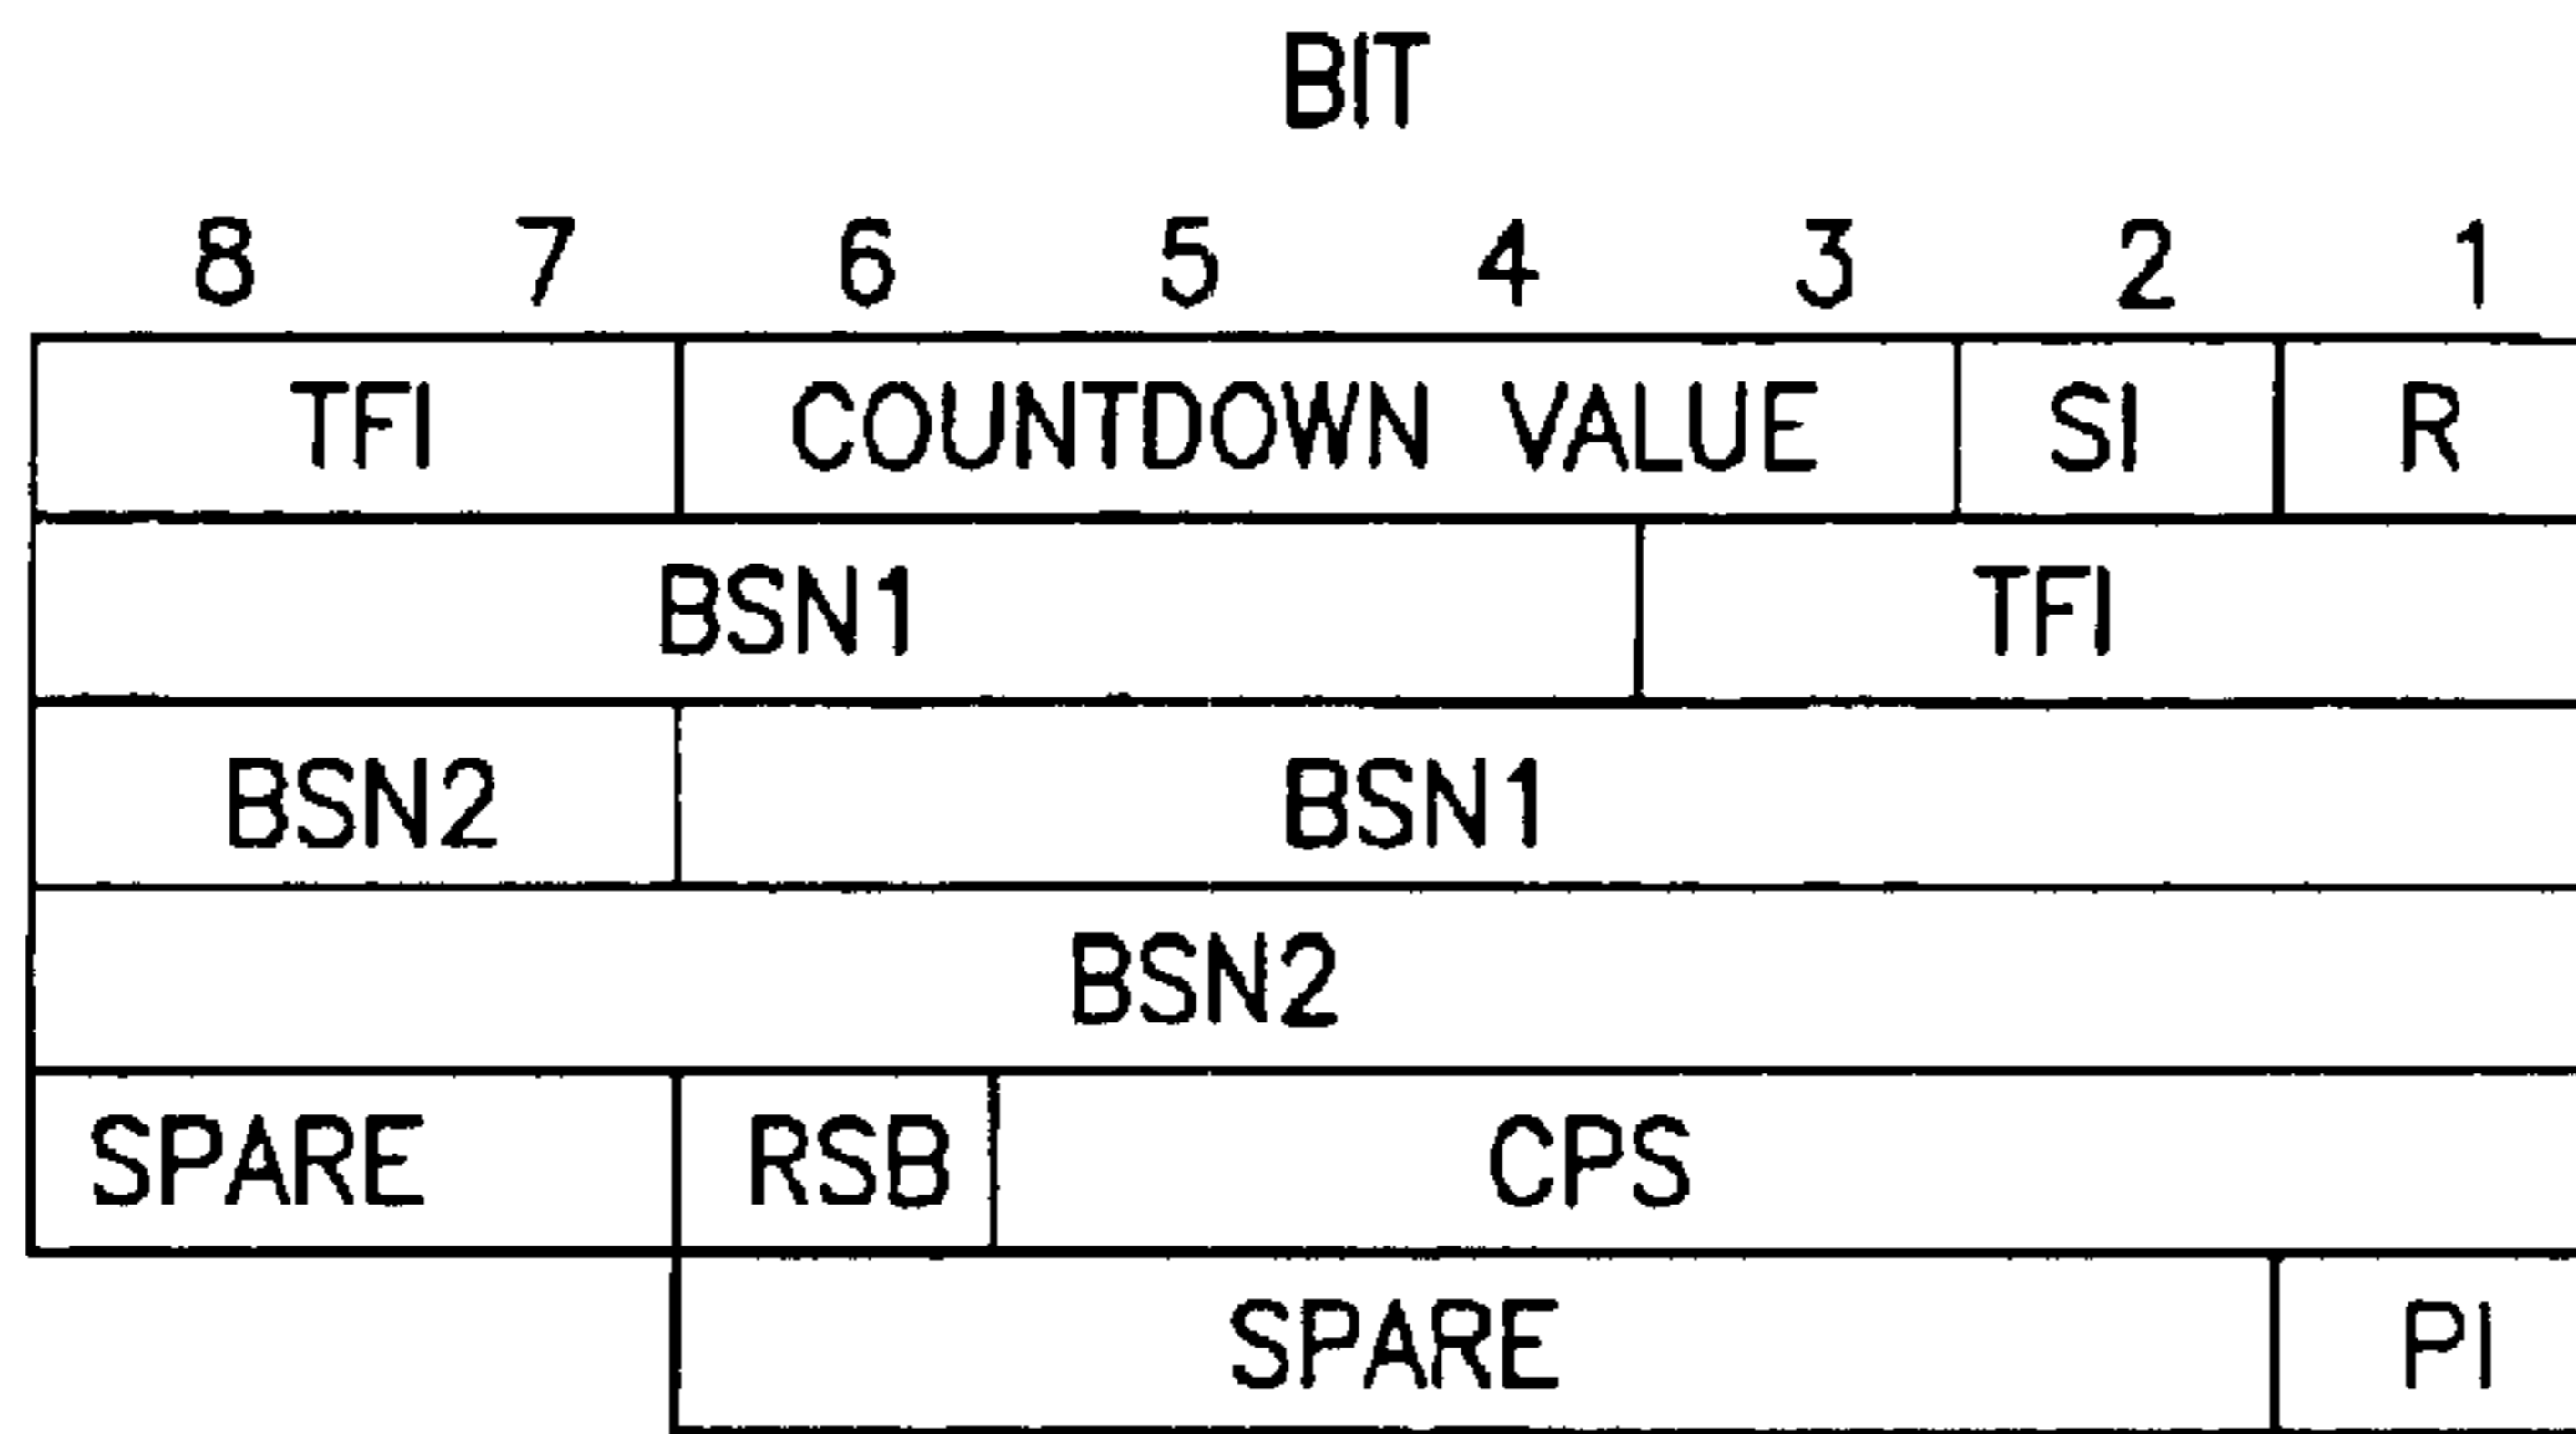 BIT
8 7 6 5 4 3 2 1
TFI COUNTDOWN VALUE SI R
BSN1 TFI
BSN2 BSN1
BSN2
SPARE RSB CPS
SPARE PI